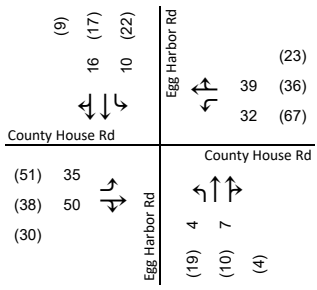 (9) (17) (22)
16 10
County House Rd
Egg Harbor Rd
(23)
39 (36)
32 (67)
(51) 35
(38) 50
(30)
Egg Harbor Rd
County House Rd
4 7
(19) (10) (4)